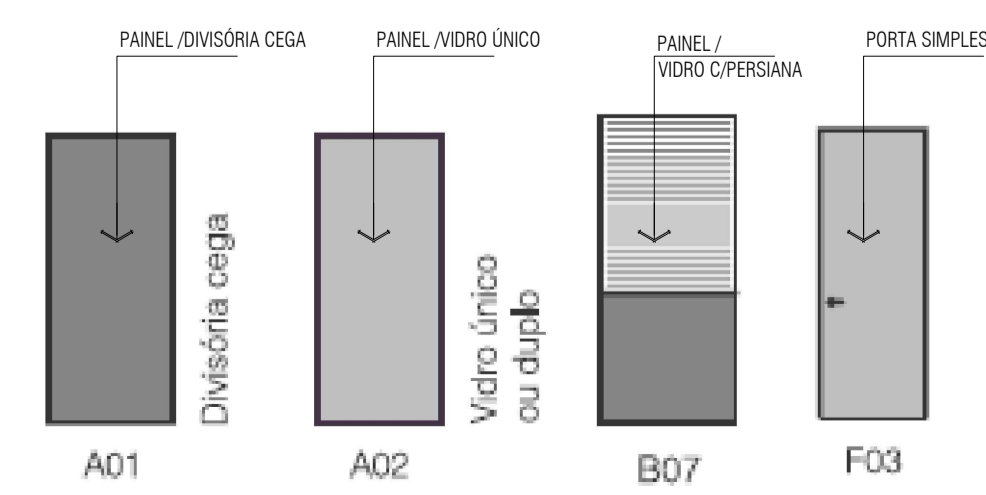 PAINEL /DIVISÓRIA CEGA
PAINEL /VIDRO ÚNICO
PAINEL /
VIDRO C/PERSIANA
PORTA SIMPLES
Divisória cega
Vidro único
ou duplo
A01
A02
B07
F03